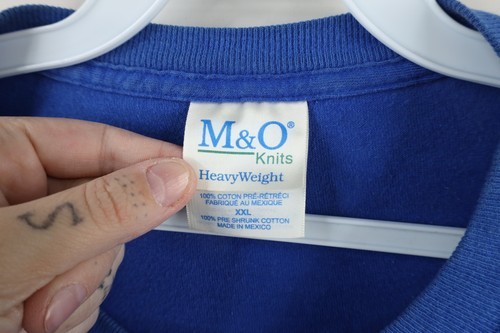 M&O®
Knits
HeavyWeight
100% COTON PRÉ-RÉTRÉCI
FABRIQUÉ AU MEXIQUE
XXL
100% PRE SHRUNK COTTON
MADE IN MEXICO
S